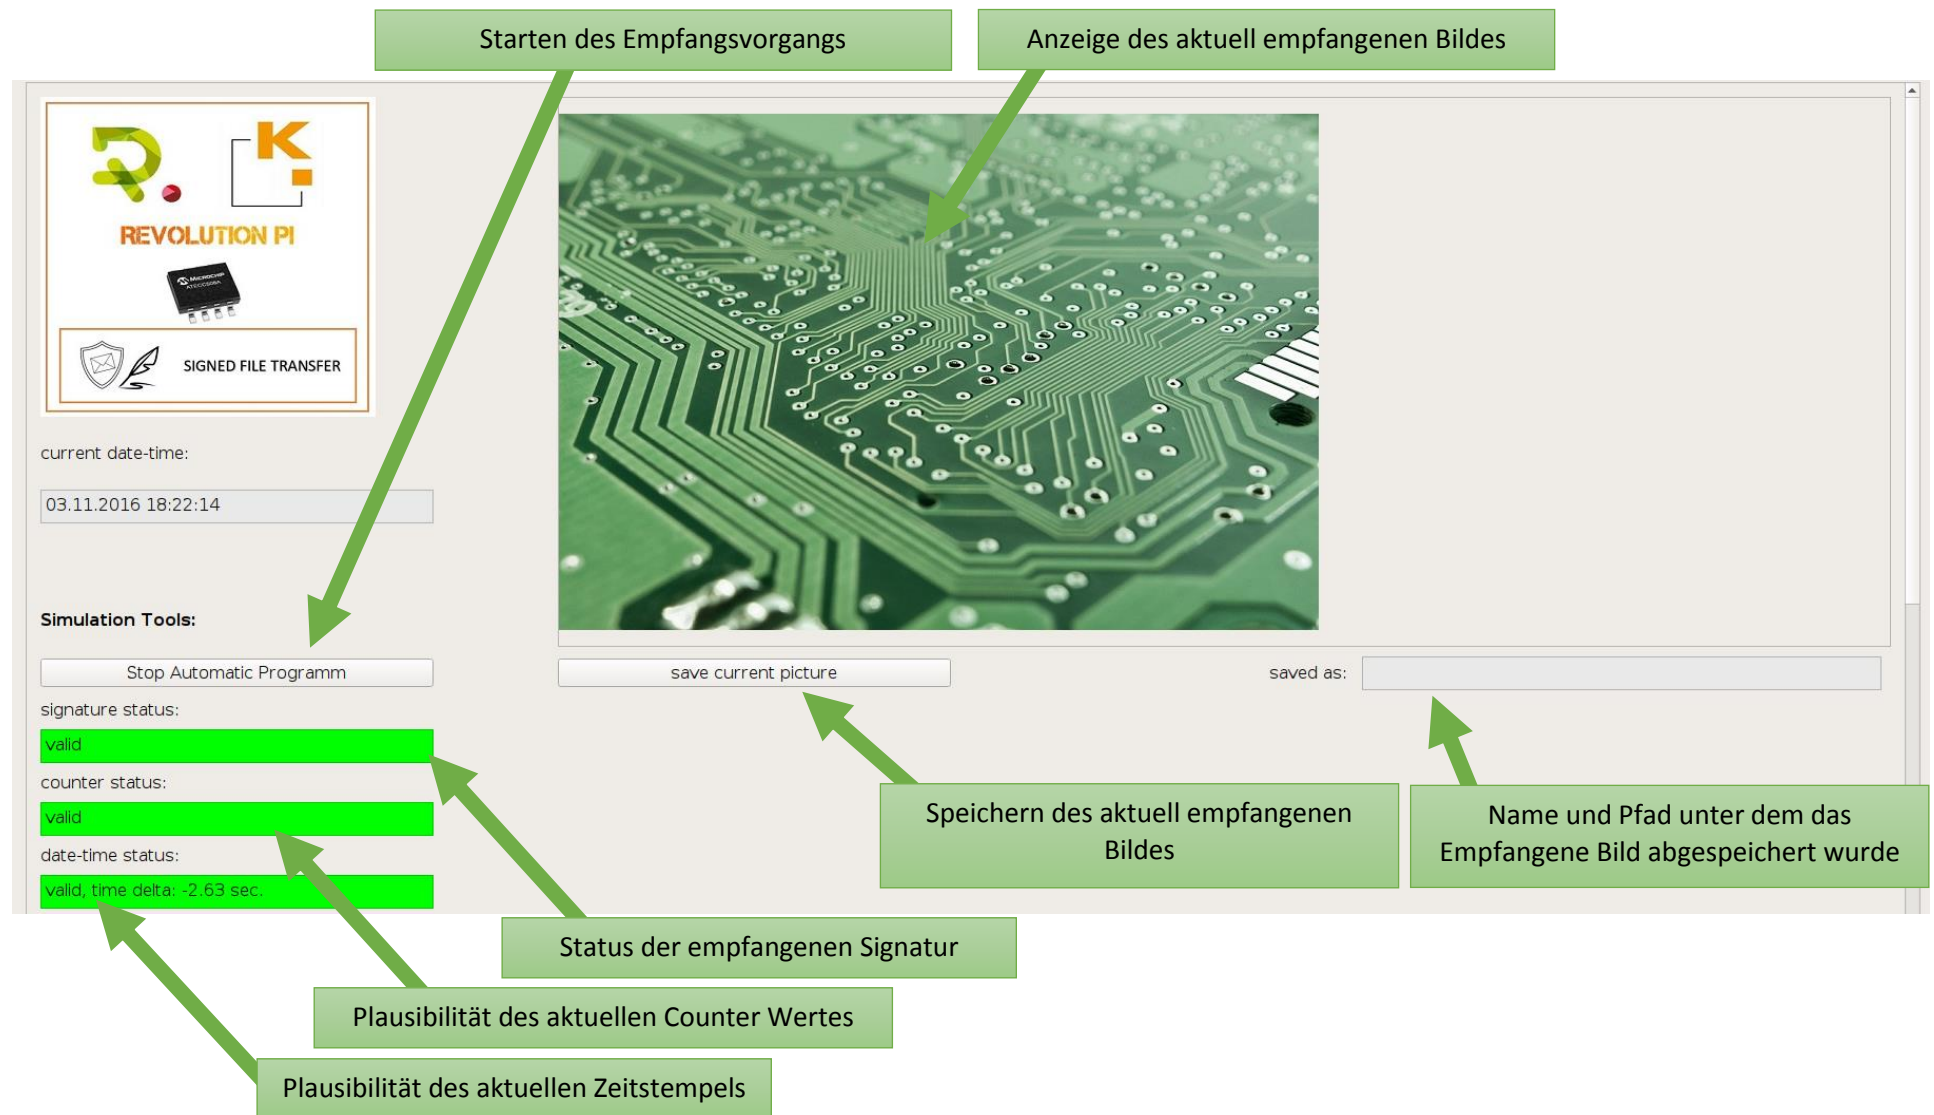 Starten des Empfangsvorgangs
Anzeige des aktuell empfangenen Bildes
K
REVOLUTION PI
MICROCHIP
ATECC508A
SIGNED FILE TRANSFER
current date-time:
03.11.2016 18:22:14
Simulation Tools:
Stop Automatic Programm
save current picture
saved as:
signature status:
valid
counter status:
valid
date-time status:
valid, time delta: -2.63 sec.
Speichern des aktuell empfangenen
Bildes
Name und Pfad unter dem das
Empfangene Bild abgespeichert wurde
Status der empfangenen Signatur
Plausibilität des aktuellen Counter Wertes
Plausibilität des aktuellen Zeitstempels